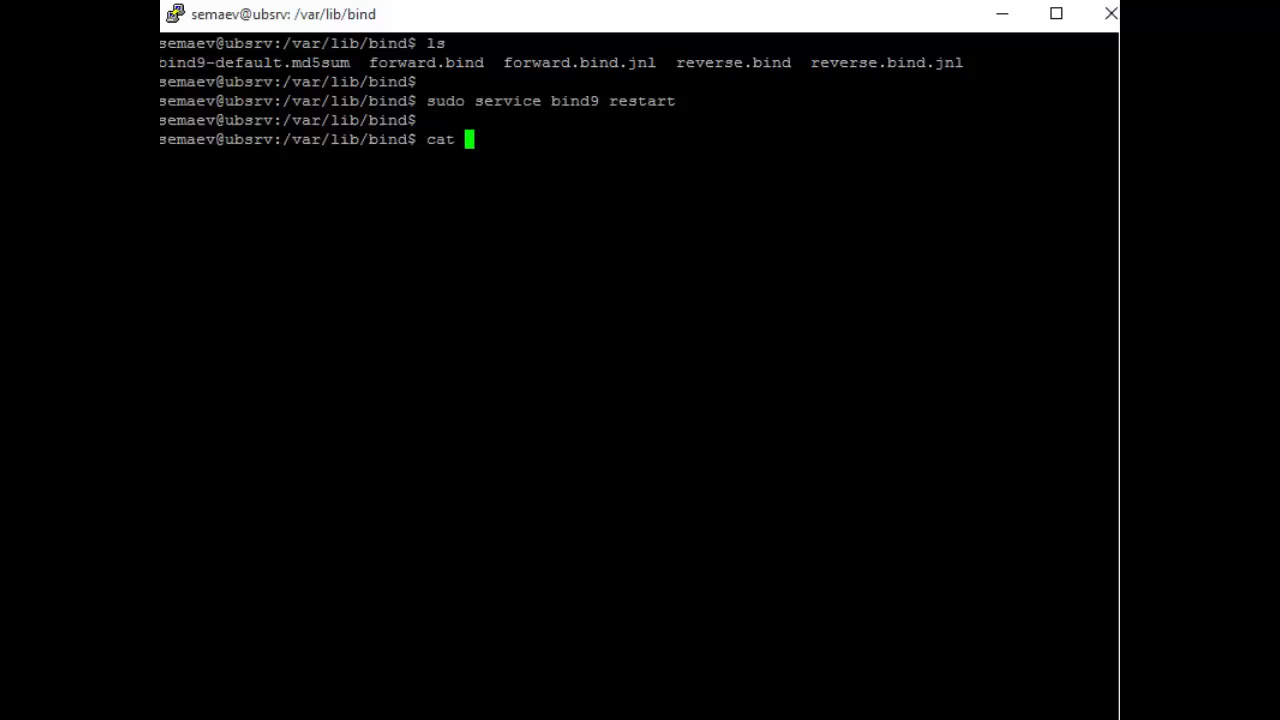 semaev@ubsrv: /var/lib/bind
semaev@ubsrv:/var/lib/bind$ ls
bind9-default.md5sum  forward.bind  forward.bind.jnl  reverse.bind  reverse.bind.jnl
semaev@ubsrv:/var/lib/bind$
semaev@ubsrv:/var/lib/bind$ sudo service bind9 restart
semaev@ubsrv:/var/lib/bind$
semaev@ubsrv:/var/lib/bind$ cat